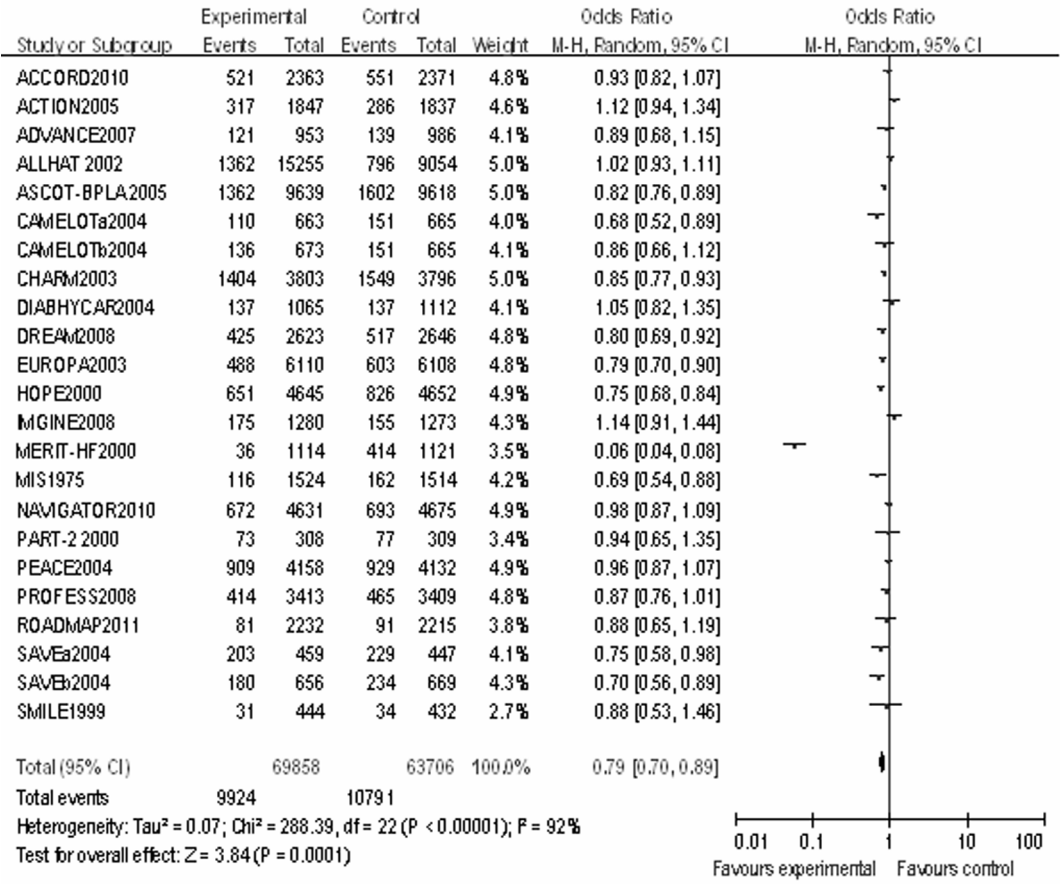 Experimental Control Odds Ratio Odds Ratio
Study or Subgroup Events Total Events Total Weight M-H, Random, 95% CI M-H, Random, 95% CI
ACCORD2010 521 2363 551 2371 4.8% 0.93 [0.82, 1.07]
ACTION2005 317 1847 286 1837 4.6% 1.12 [0.94, 1.34]
ADVANCE2007 121 953 139 986 4.1% 0.89 [0.68, 1.15]
ALLHAT 2002 1362 15255 796 9054 5.0% 1.02 [0.93, 1.11]
ASCOT-BPLA2005 1362 9639 1602 9618 5.0% 0.82 [0.76, 0.89]
CAMELOTa2004 110 663 151 665 4.0% 0.68 [0.52, 0.89]
CAMELOTb2004 136 673 151 665 4.1% 0.86 [0.66, 1.12]
CHARM2003 1404 3803 1549 3796 5.0% 0.85 [0.77, 0.93]
DIABHYCAR2004 137 1065 137 1112 4.1% 1.05 [0.82, 1.35]
DREAM2008 425 2623 517 2646 4.8% 0.80 [0.69, 0.92]
EUROPA2003 488 6110 603 6108 4.8% 0.79 [0.70, 0.90]
HOPE2000 651 4645 826 4652 4.9% 0.75 [0.68, 0.84]
IMGINE2008 175 1280 155 1273 4.3% 1.14 [0.91, 1.44]
MERIT-HF2000 36 1114 414 1121 3.5% 0.06 [0.04, 0.08]
MIS1975 116 1524 162 1514 4.2% 0.69 [0.54, 0.88]
NAVIGATOR2010 672 4631 693 4675 4.9% 0.98 [0.87, 1.09]
PART-2 2000 73 308 77 309 3.4% 0.94 [0.65, 1.35]
PEACE2004 909 4158 929 4132 4.9% 0.96 [0.87, 1.07]
PROFESS2008 414 3413 465 3409 4.8% 0.87 [0.76, 1.01]
ROADMAP2011 81 2232 91 2215 3.8% 0.88 [0.65, 1.19]
SAVEa2004 203 459 229 447 4.1% 0.75 [0.58, 0.98]
SAVEb2004 180 656 234 669 4.3% 0.70 [0.56, 0.89]
SMILE1999 31 444 34 432 2.7% 0.88 [0.53, 1.46]
Total (95% CI) 69858 63706 100.0% 0.79 [0.70, 0.89]
Total events 9924 10791
Heterogeneity: Tau² = 0.07; Chi² = 288.39, df = 22 (P < 0.00001); I² = 92%
Test for overall effect: Z = 3.84 (P = 0.0001)
0.01 0.1 1 10 100
Favours experimental Favours control